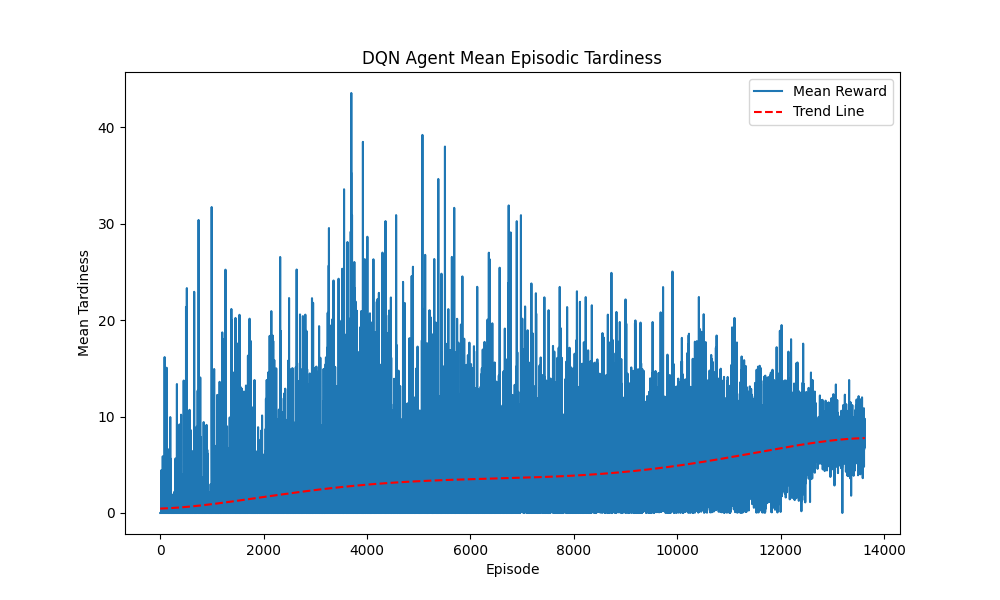 DQN Agent Mean Episodic Tardiness
Mean Reward
Trend Line
Mean Tardiness
40
30
20
10
0
0 2000 4000 6000 8000 10000 12000 14000
Episode